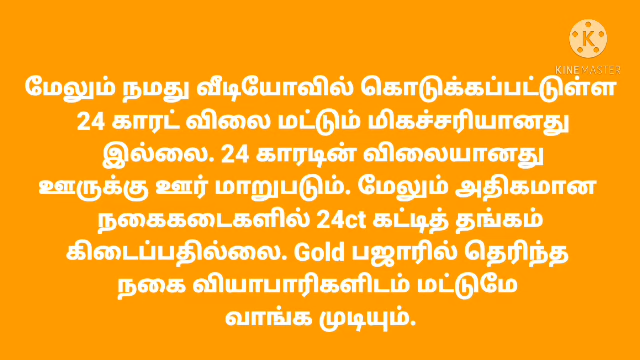 KINEMASTER
மேலும் நமது வீடியோவில் கொடுக்கப்பட்டுள்ள
24 காரட் விலை மட்டும் மிகச்சரியானது
இல்லை. 24 காரடின் விலையானது
ஊருக்கு ஊர் மாறுபடும். மேலும் அதிகமான
நகைகடைகளில் 24ct கட்டித் தங்கம்
கிடைப்பதில்லை. Gold பஜாரில் தெரிந்த
நகை வியாபாரிகளிடம் மட்டுமே
வாங்க முடியும்.